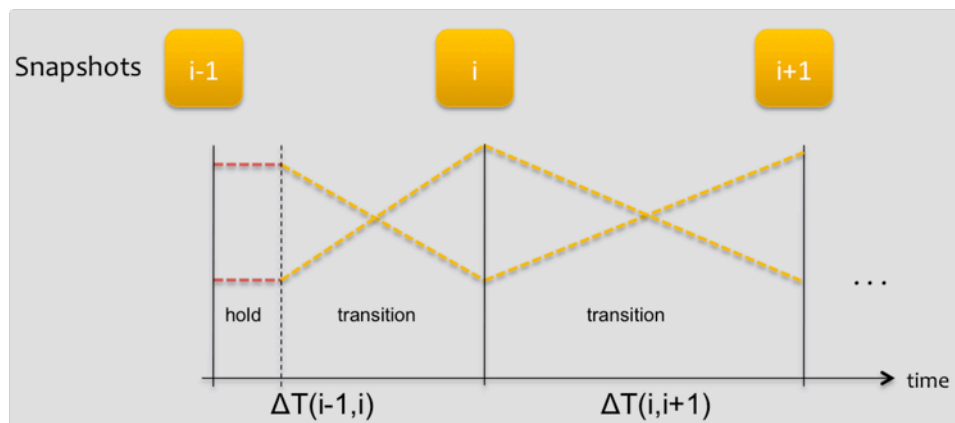 Snapshots
i-1
i
i+1
...
hold
transition
transition
time
ΔT(i-1,i)
ΔT(i,i+1)